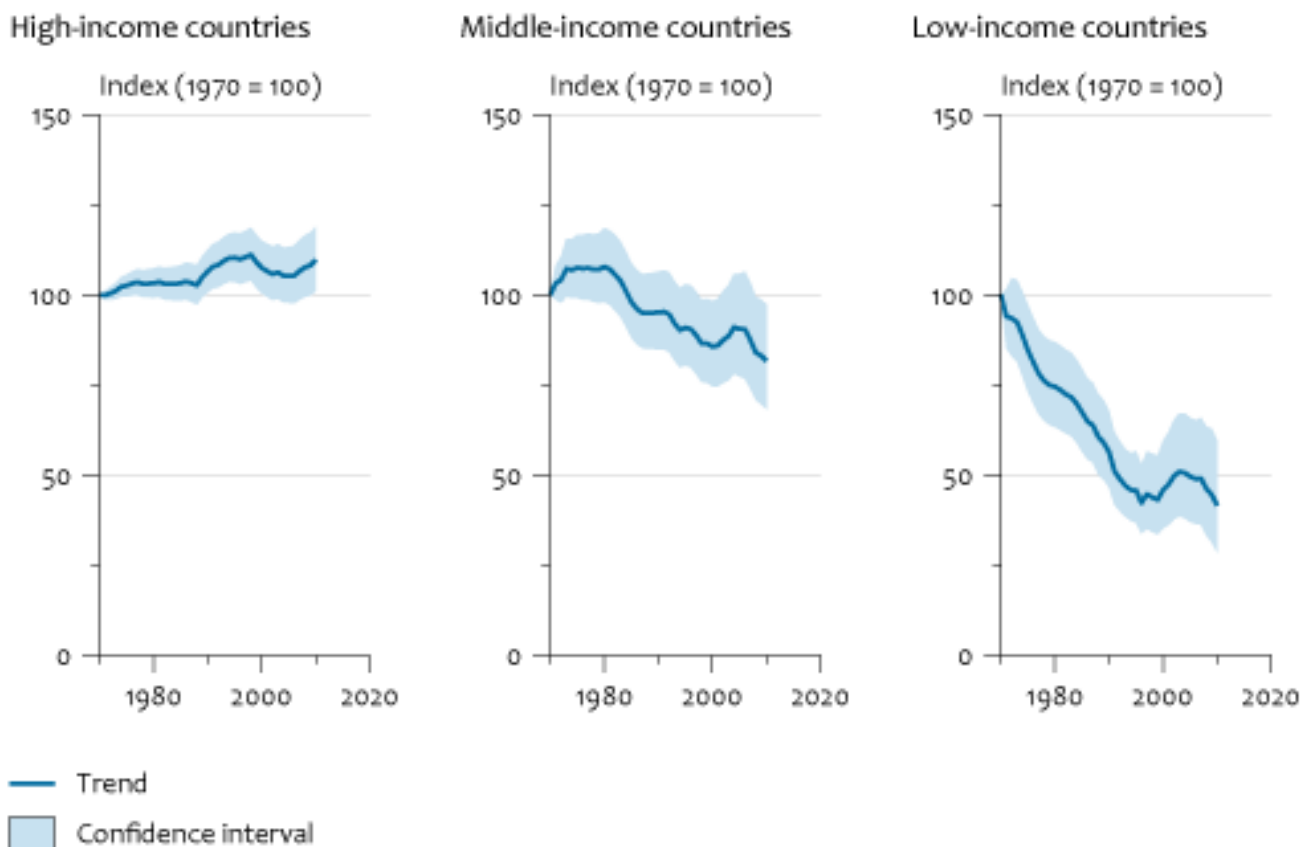 High-income countries
Index (1970 = 100)
150
100
50
0
1980 2000 2020
Middle-income countries
Index (1970 = 100)
150
100
50
0
1980 2000 2020
Low-income countries
Index (1970 = 100)
150
100
50
0
1980 2000 2020
Trend
Confidence interval